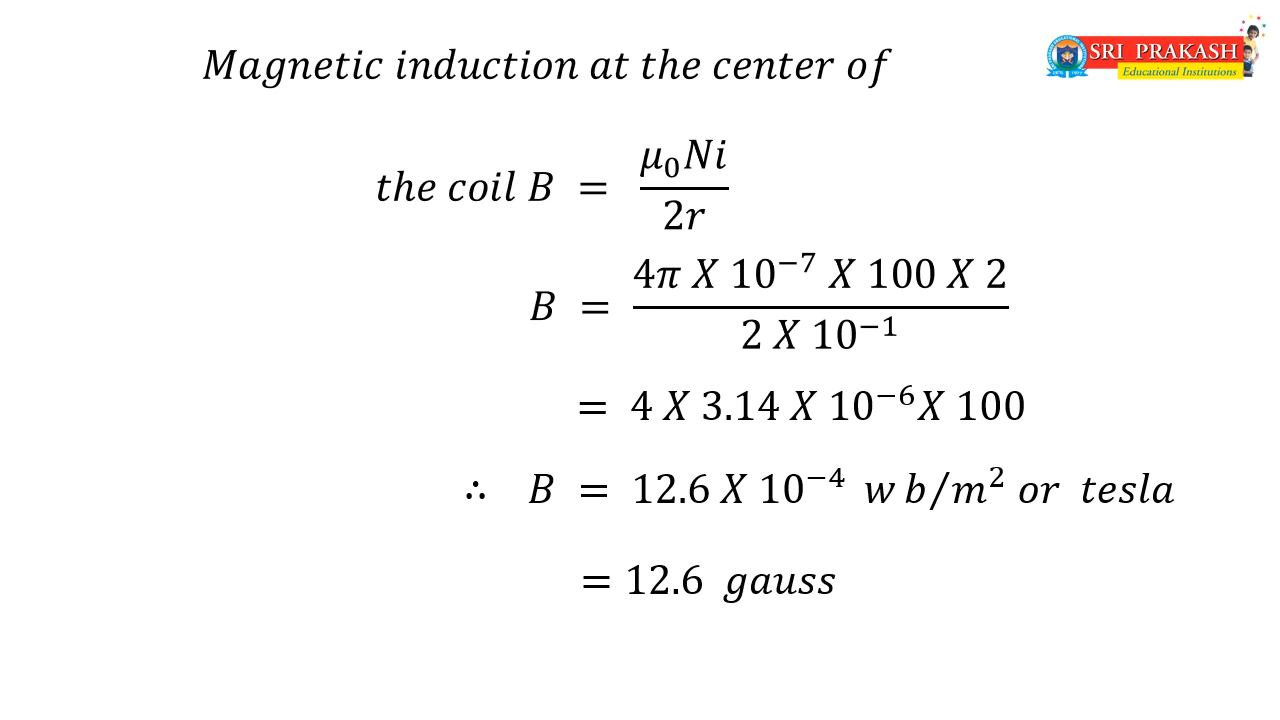 Magnetic induction at the center of
SRI PRAKASH
Educational Institutions
the coil B = μ₀Ni / 2r
B = 4π X 10⁻⁷ X 100 X 2 / 2 X 10⁻¹
= 4 X 3.14 X 10⁻⁶X 100
∴ B = 12.6 X 10⁻⁴ w b/m² or tesla
= 12.6 gauss